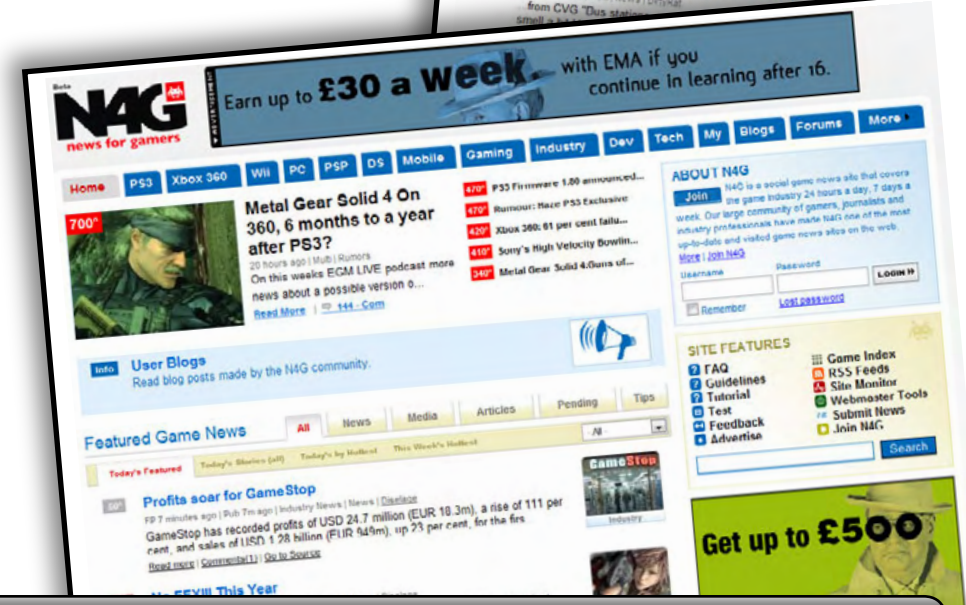 from CVG "Bus station
smell a
Beta
N4G
news for gamers
ADVERTISEMENT
Earn up to £30 a week with EMA if you
continue in learning after 16.
Home PS3 Xbox 360 Wii PC PSP DS Mobile Gaming Industry Dev Tech My Blogs Forums More
700°
Metal Gear Solid 4 On
360, 6 months to a year
after PS3?
20 hours ago | Multi | Rumors
On this weeks EGM LIVE podcast more
news about a possible version o...
Read More | 144 - Com
470° PS3 Firmware 1.80 announced...
470° Rumour: Haze PS3 Exclusive
420° Xbox 360: 61 per cent failu...
410° Sony's High Velocity Bowlin...
340° Metal Gear Solid 4:Guns of...
ABOUT N4G
Join N4G is a social game news site that covers
the game industry 24 hours a day, 7 days a
week. Our large community of gamers, journalists and
industry professionals have made N4G one of the most
up-to-date and visited game news sites on the web.
More | Join N4G
Username Password
LOGIN
Remember Lost password
Info User Blogs
Read blog posts made by the N4G community.
SITE FEATURES
FAQ
Guidelines
Tutorial
Test
Feedback
Advertise
Game Index
RSS Feeds
Site Monitor
Webmaster Tools
Submit News
Join N4G
Search
Featured Game News All News Media Articles Pending Tips
Today's Featured Today's Stories (all) Today's by Hottest This Week's Hottest - All -
Profits soar for GameStop
FP 7 minutes ago | Pub 7m ago | Industry News | News | Displace
GameStop has recorded profits of USD 24.7 million (EUR 18.3m), a rise of 111 per
cent, and sales of USD 1.28 billion (EUR 949m), up 23 per cent, for the firs
Read more | Comments(1) | Go to Source
GameStop
Industry
No FFXIII This Year
Get up to £500